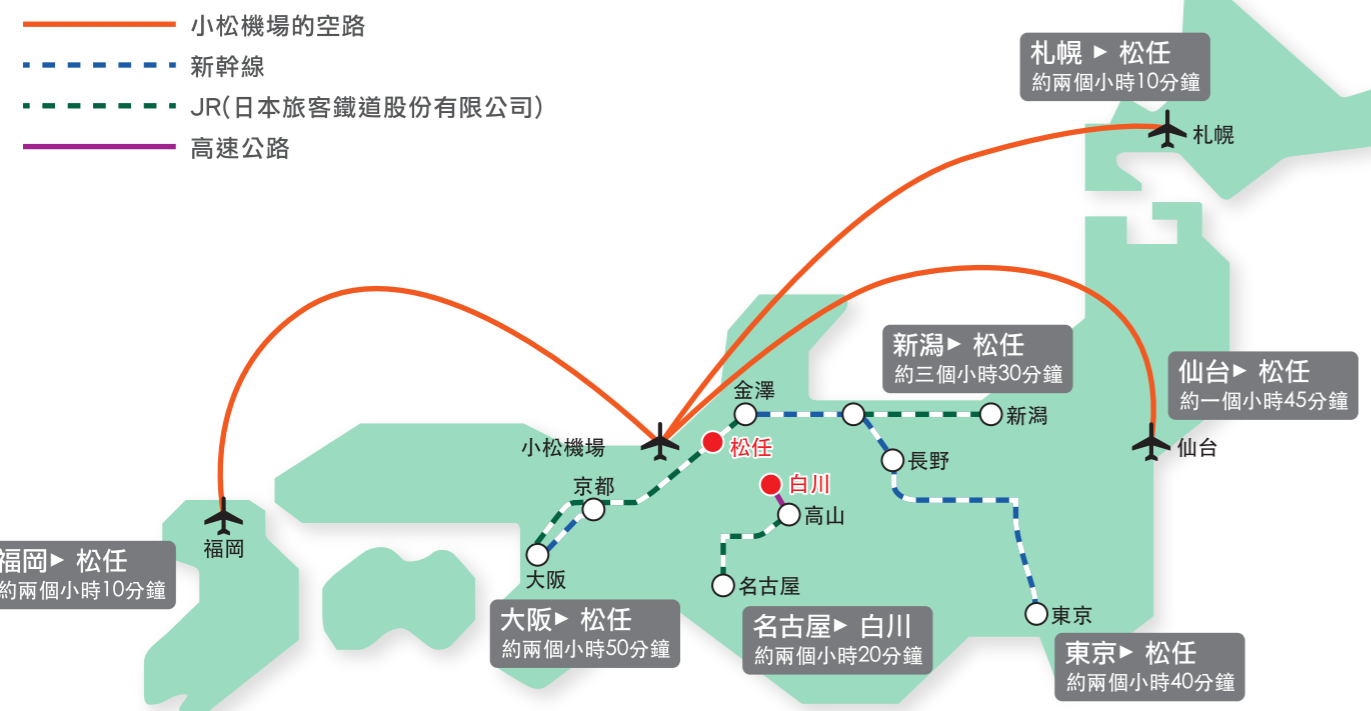 小松機場的空路
新幹線
JR(日本旅客鐵道股份有限公司)
高速公路
札幌 ▶ 松任
約兩個小時10分鐘
札幌
新潟▶ 松任
約三個小時30分鐘
仙台▶ 松任
約一個小時45分鐘
金澤
新潟
小松機場
松任
仙台
長野
京都
白川
高山
福岡
福岡▶ 松任
約兩個小時10分鐘
大阪
名古屋
大阪▶ 松任
約兩個小時50分鐘
名古屋▶ 白川
約兩個小時20分鐘
東京
東京▶ 松任
約兩個小時40分鐘